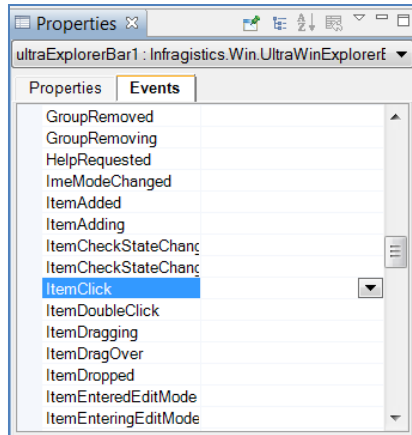 Properties
ultraExplorerBar1 : Infragistics.Win.UltraWinExplorerE
Properties Events
GroupRemoved
GroupRemoving
HelpRequested
ImeModeChanged
ItemAdded
ItemAdding
ItemCheckStateChang
ItemCheckStateChang
ItemClick
ItemDoubleClick
ItemDragging
ItemDragOver
ItemDropped
ItemEnteredEditMode
ItemEnteringEditMode